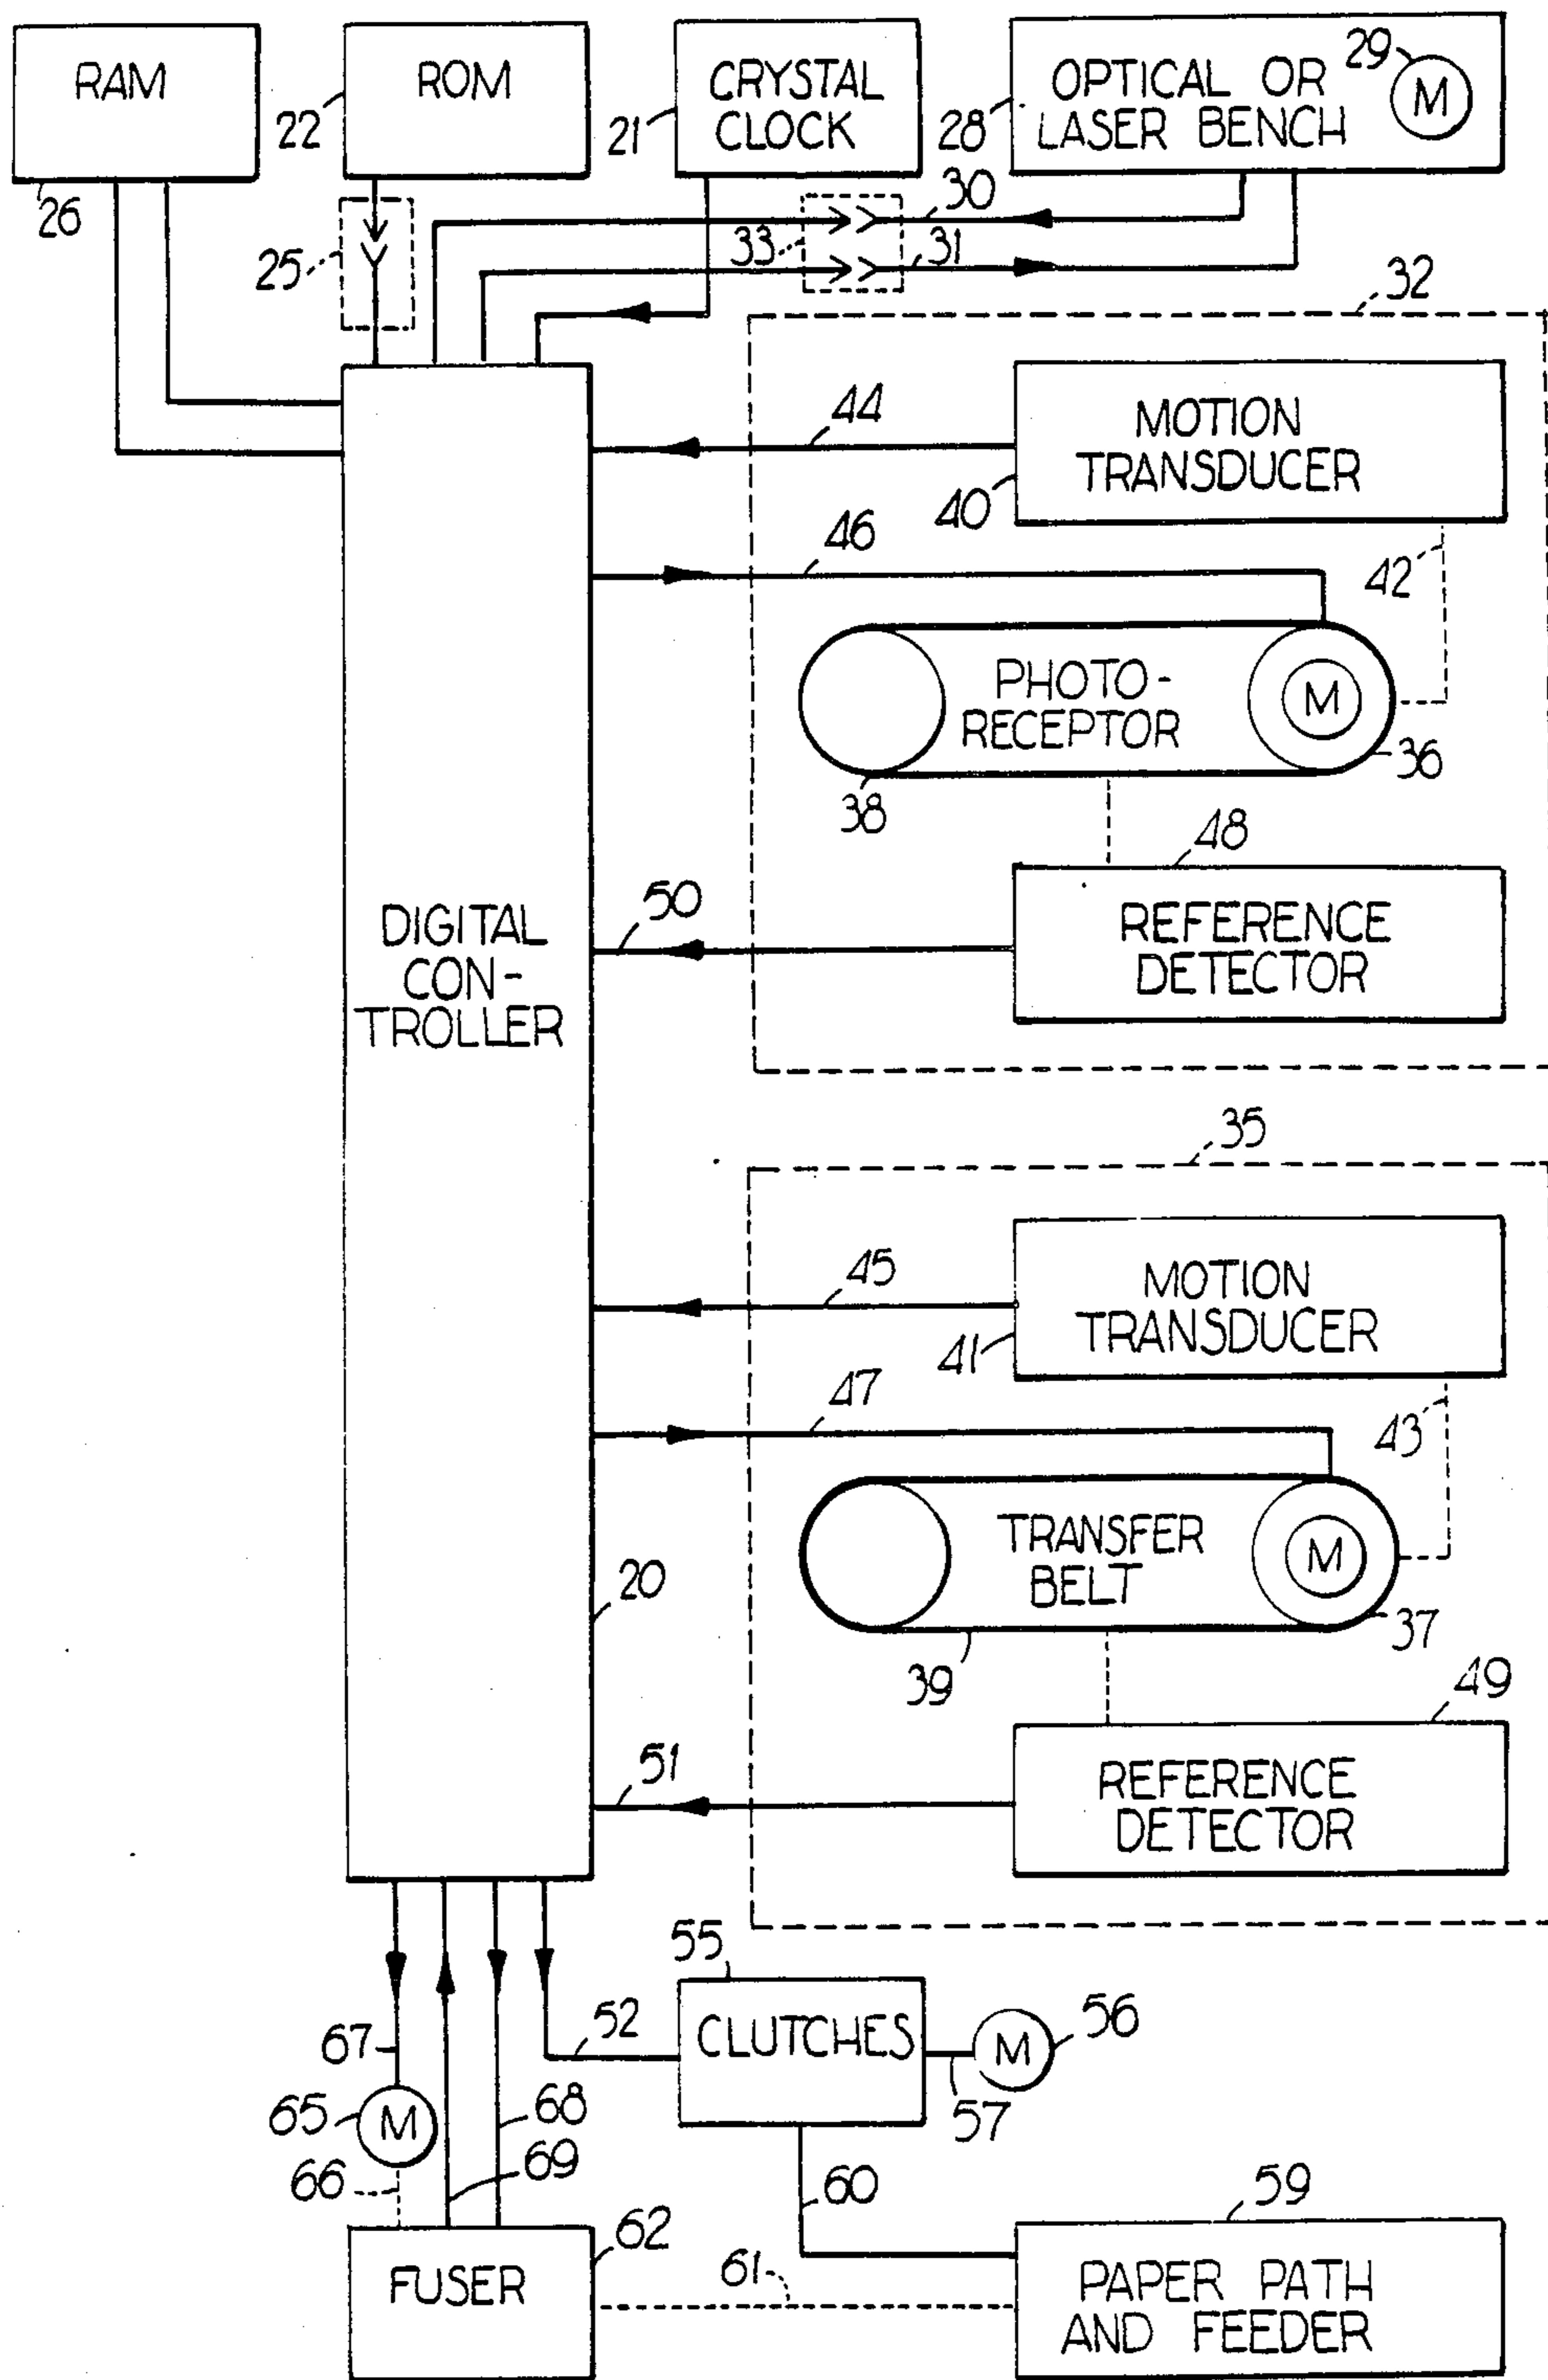 RAM
ROM
CRYSTAL
CLOCK
OPTICAL OR
LASER BENCH
29
M
26
22
21
28
25
33
30
31
32
MOTION
TRANSDUCER
40
44
46
42
PHOTO-
RECEPTOR
M
36
38
48
REFERENCE
DETECTOR
50
DIGITAL
CON-
TROLLER
35
MOTION
TRANSDUCER
45
41
47
43
TRANSFER
BELT
M
37
39
20
49
REFERENCE
DETECTOR
51
55
CLUTCHES
M
56
57
52
67
65
M
66
68
69
60
59
62
FUSER
61
PAPER PATH
AND FEEDER